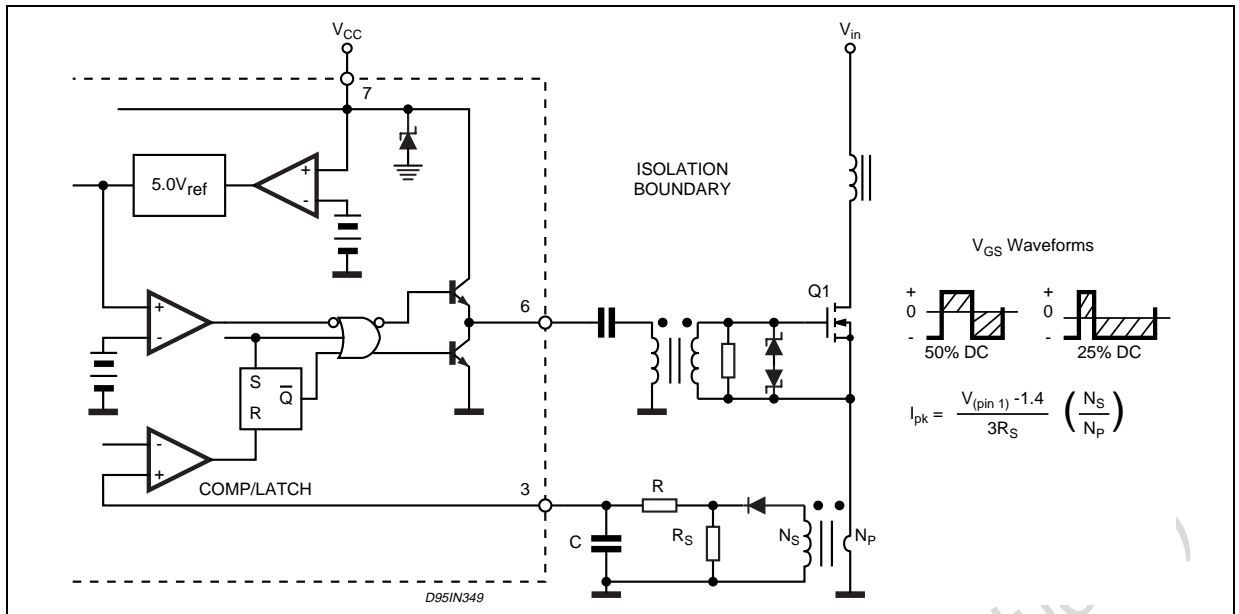 VCC
Vin
7
5.0Vref
+
-
ISOLATION
BOUNDARY
VGS Waveforms
Q1
+
0
-
50% DC
+
0
-
25% DC
+
-
6
S
R
Q̅
Ipk = V(pin 1) -1.4 / 3RS (NS / NP)
-
+
COMP/LATCH
3
R
C
RS
NS
NP
D95IN349